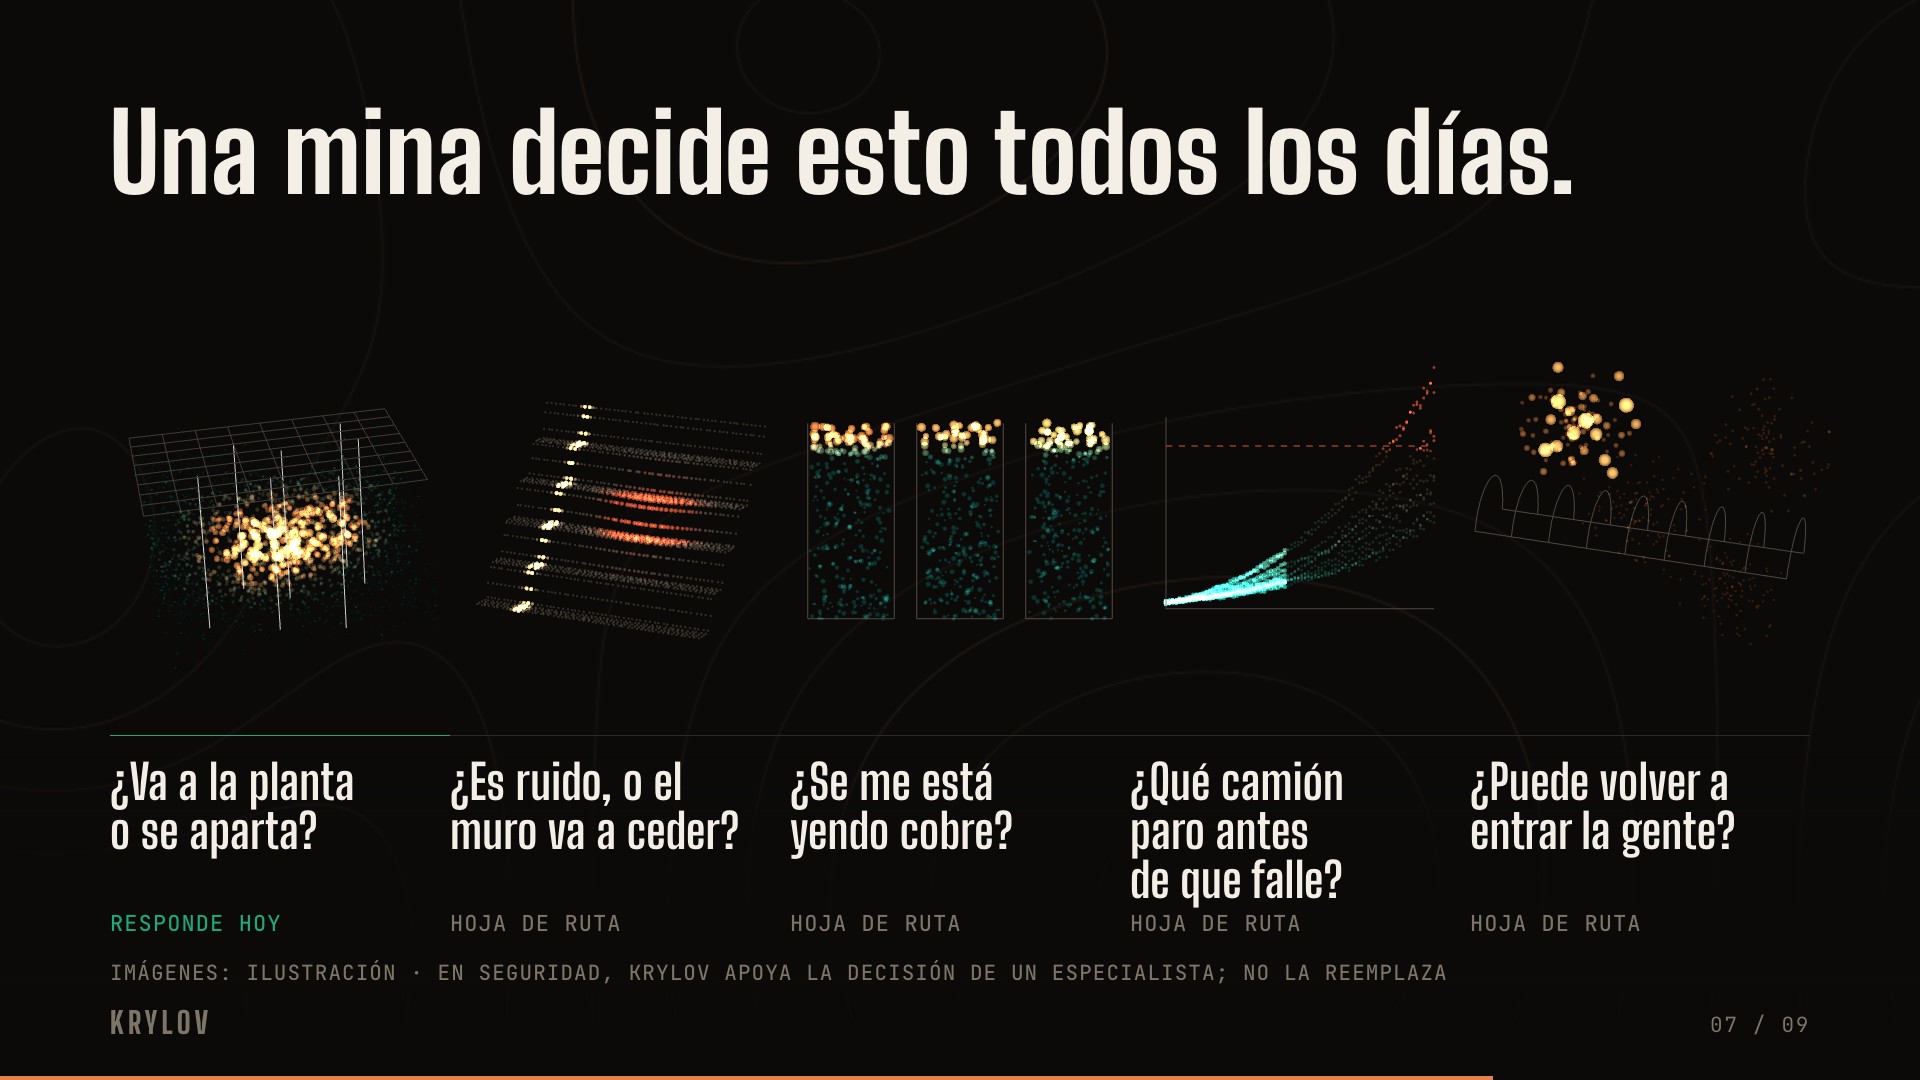 Una mina decide esto todos los días.
¿Va a la planta
o se aparta?
RESPONDE HOY
¿Es ruido, o el
muro va a ceder?
HOJA DE RUTA
¿Se me está
yendo cobre?
HOJA DE RUTA
¿Qué camión
paro antes
de que falle?
HOJA DE RUTA
¿Puede volver a
entrar la gente?
HOJA DE RUTA
IMÁGENES: ILUSTRACIÓN · EN SEGURIDAD, KRYLOV APOYA LA DECISIÓN DE UN ESPECIALISTA; NO LA REEMPLAZA
KRYLOV
07 / 09